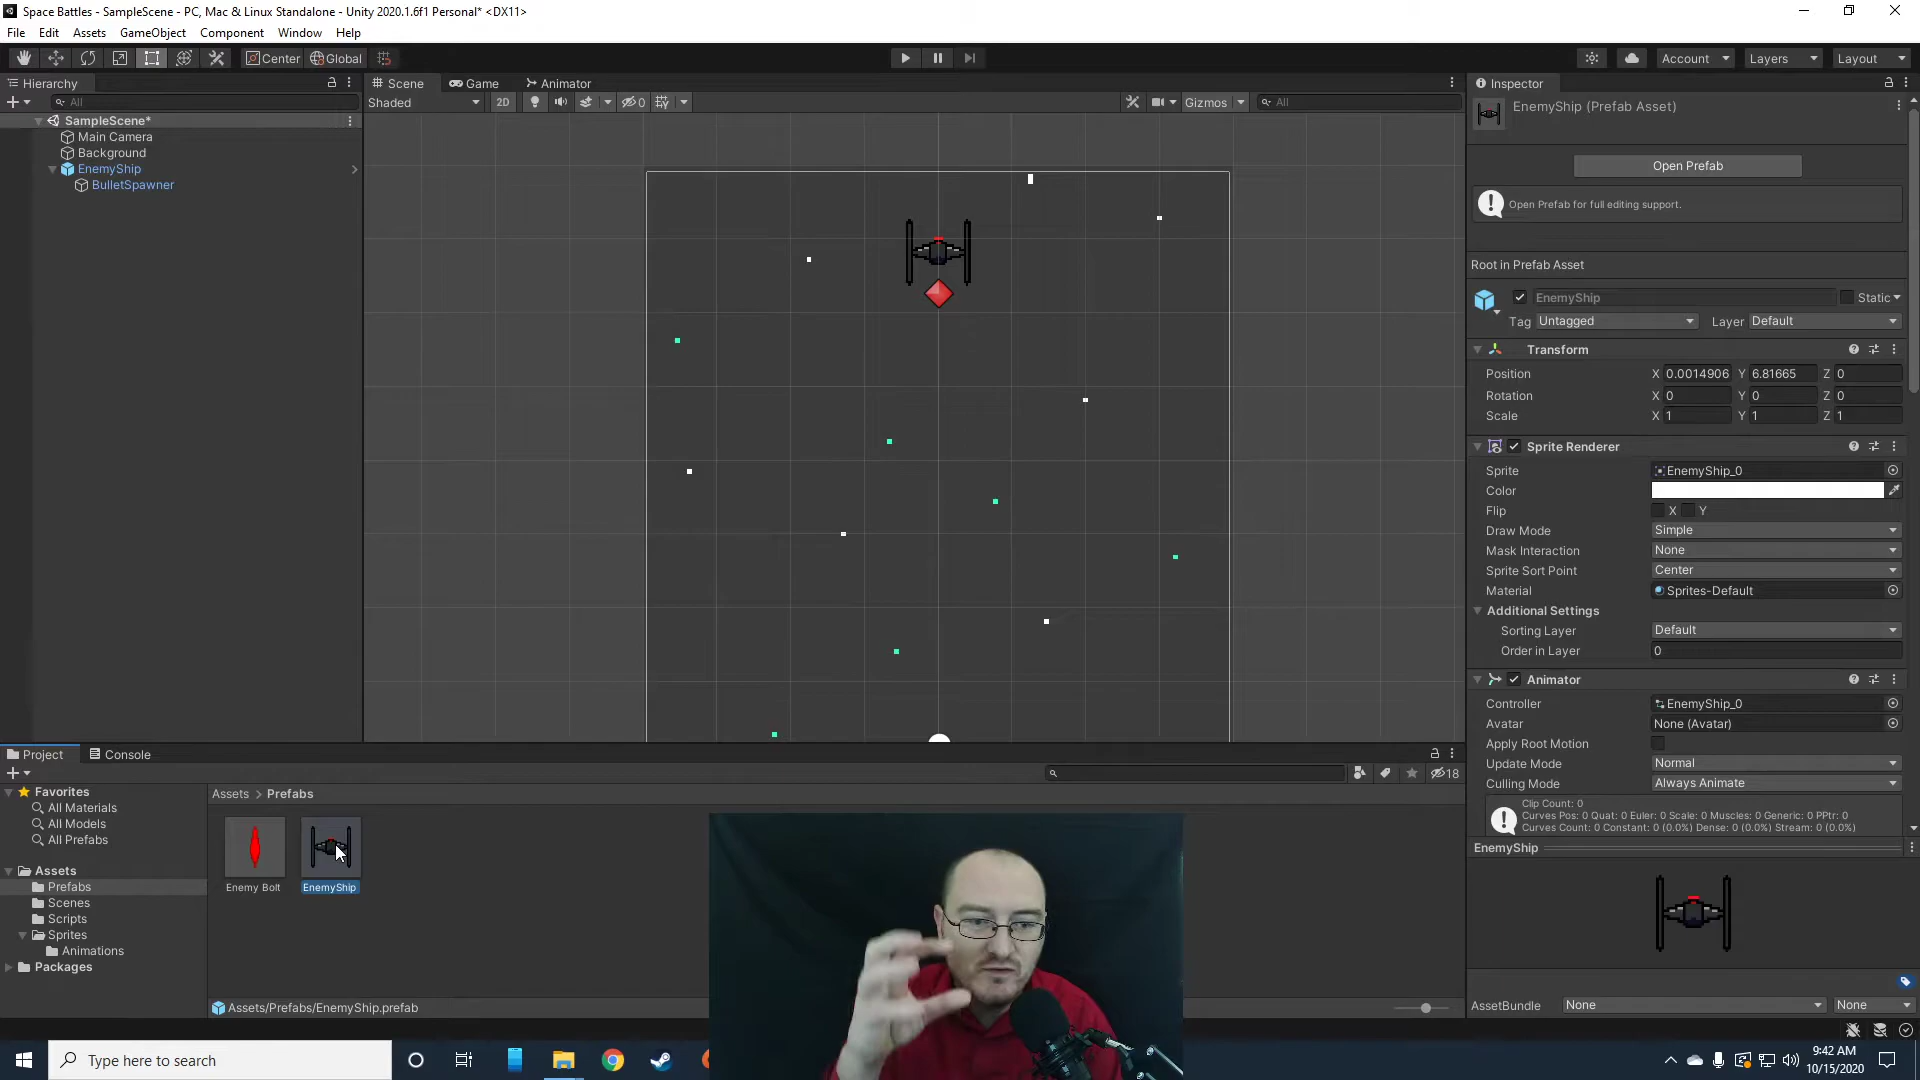 Space Battles - SampleScene - PC, Mac & Linux Standalone - Unity 2020.1.6f1 Personal* <DX11>
File Edit Assets GameObject Component Window Help
Center Global Account Layers Layout
Hierarchy
All
SampleScene*
Main Camera
Background
EnemyShip
BulletSpawner
Scene Game Animator
Shaded 2D 0 Gizmos All
Inspector
EnemyShip (Prefab Asset)
Open Prefab
Open Prefab for full editing support.
Root in Prefab Asset
EnemyShip Static
Tag Untagged Layer Default
Transform
Position X 0.0014906 Y 6.81665 Z 0
Rotation X 0 Y 0 Z 0
Scale X 1 Y 1 Z 1
Sprite Renderer
Sprite EnemyShip_0
Color
Flip X Y
Draw Mode Simple
Mask Interaction None
Sprite Sort Point Center
Material Sprites-Default
Additional Settings
Sorting Layer Default
Order in Layer 0
Animator
Controller EnemyShip_0
Avatar None (Avatar)
Apply Root Motion
Update Mode Normal
Culling Mode Always Animate
Clip Count: 0
Curves Pos: 0 Quat: 0 Euler: 0 Scale: 0 Muscles: 0 Generic: 0 PPtr: 0
Curves Count: 0 Constant: 0 (0.0%) Dense: 0 (0.0%) Stream: 0 (0.0%)
EnemyShip
AssetBundle None None
Project Console
18
Favorites
All Materials
All Models
All Prefabs
Assets
Prefabs
Scenes
Scripts
Sprites
Animations
Packages
Assets > Prefabs
Enemy Bolt EnemyShip
Assets/Prefabs/EnemyShip.prefab
Type here to search
9:42 AM
10/15/2020